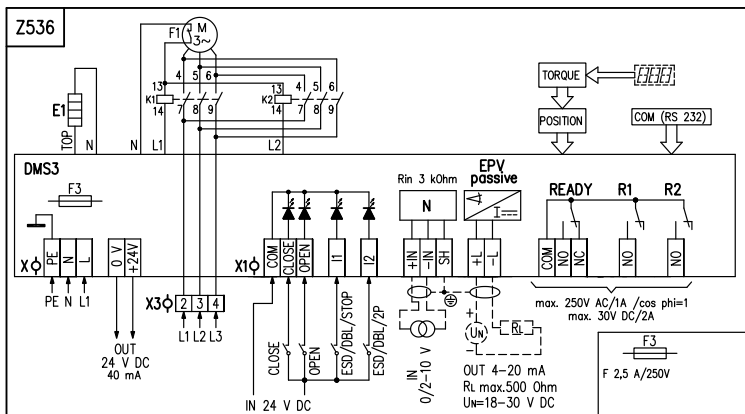 Z536
F1
M
3~
4 5 6
13
K1
14
7 8 9
13
K2
14
4 5 6
7 8 9
E1
TOP
N
N
L1
L2
TORQUE
POSITION
COM (RS 232)
DMS3
F3
Rin 3 kOhm
N
EPV
passive
I
READY R1 R2
X
PE
N
L
0 V
+24V
X1
COM
CLOSE
OPEN
I1
I2
+IN
-IN
SH
+L
-L
COM
NO
NC
NO
NO
PE N L1
X3
2 3 4
L1 L2 L3
OUT
24 V DC
40 mA
CLOSE
OPEN
ESD/DBL/STOP
ESD/DBL/2P
IN 24 V DC
IN
0/2-10 V
+
UN
−
RL
OUT 4-20 mA
RL max.500 Ohm
UN=18-30 V DC
max. 250V AC/1A /cos phi=1
max. 30V DC/2A
F3
F 2,5 A/250V